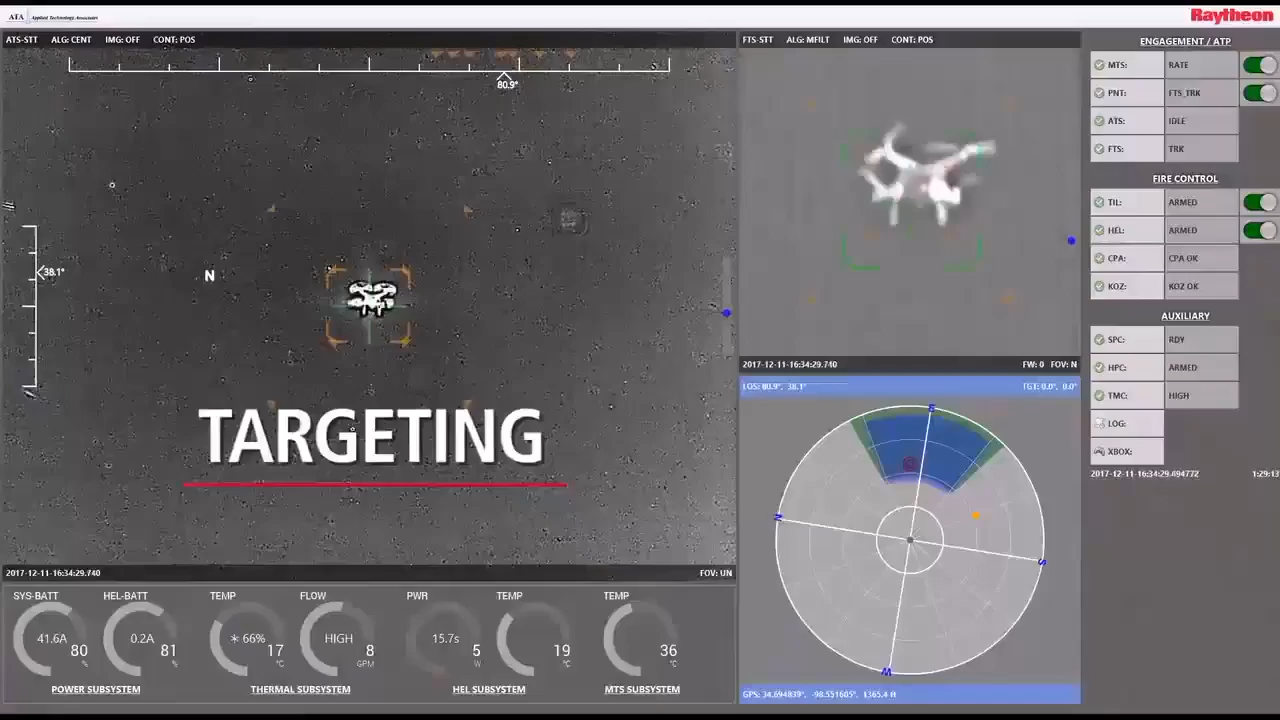 ATA Applied Technology Associates
Raytheon
ATS-STT ALG: CENT IMG: OFF CONT: POS
80.9°
38.1°
N
TARGETING
2017-12-11-16:34:29.740 FOV: UN
FTS-STT ALG: MFILT IMG: OFF CONT: POS
2017-12-11-16:34:29.740 FW: 0 FOV: N
LOS: 80.9°, 38.1° TGT: 0.0°, 0.0°
E
N
S
W
GPS: 34.694839°, -98.551605°, 1365.4 ft
ENGAGEMENT / ATP
MTS: RATE
PNT: FTS_TRK
ATS: IDLE
FTS: TRK
FIRE CONTROL
TIL: ARMED
HEL: ARMED
CPA: CPA OK
KOZ: KOZ OK
AUXILIARY
SPC: RDY
HPC: ARMED
TMC: HIGH
LOG:
XBOX:
2017-12-11-16:34:29.494772 1:29:13
SYS-BATT HEL-BATT TEMP FLOW PWR TEMP TEMP
41.6A 0.2A 66% HIGH 15.7s
80 % 81 % 17 °C 8 GPM 5 W 19 °C 36 °C
POWER SUBSYSTEM THERMAL SUBSYSTEM HEL SUBSYSTEM MTS SUBSYSTEM